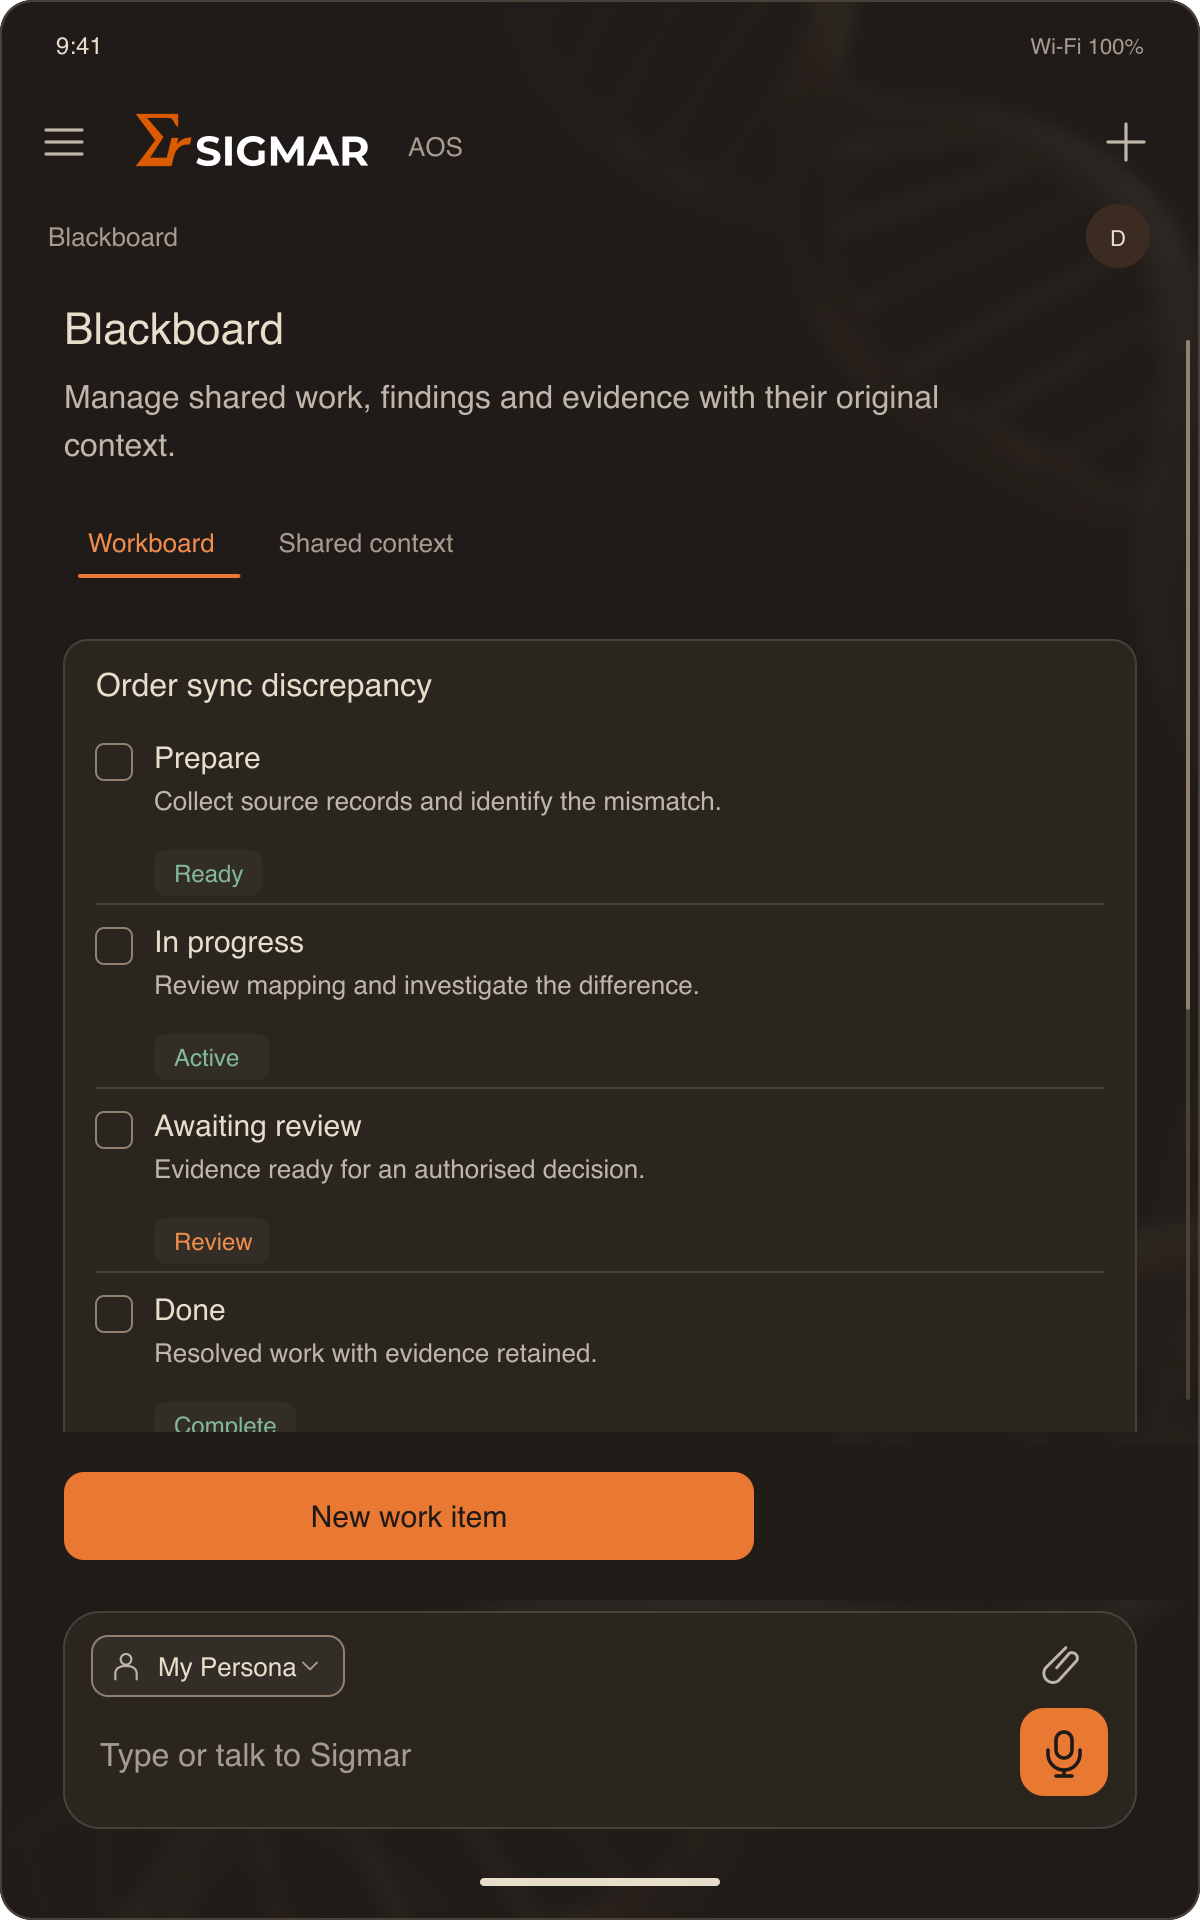 9:41
Wi-Fi 100%
Σr SIGMAR AOS
Blackboard
D
Blackboard
Manage shared work, findings and evidence with their original
context.
Workboard
Shared context
Order sync discrepancy
Prepare
Collect source records and identify the mismatch.
Ready
In progress
Review mapping and investigate the difference.
Active
Awaiting review
Evidence ready for an authorised decision.
Review
Done
Resolved work with evidence retained.
Complete
New work item
My Persona
Type or talk to Sigmar